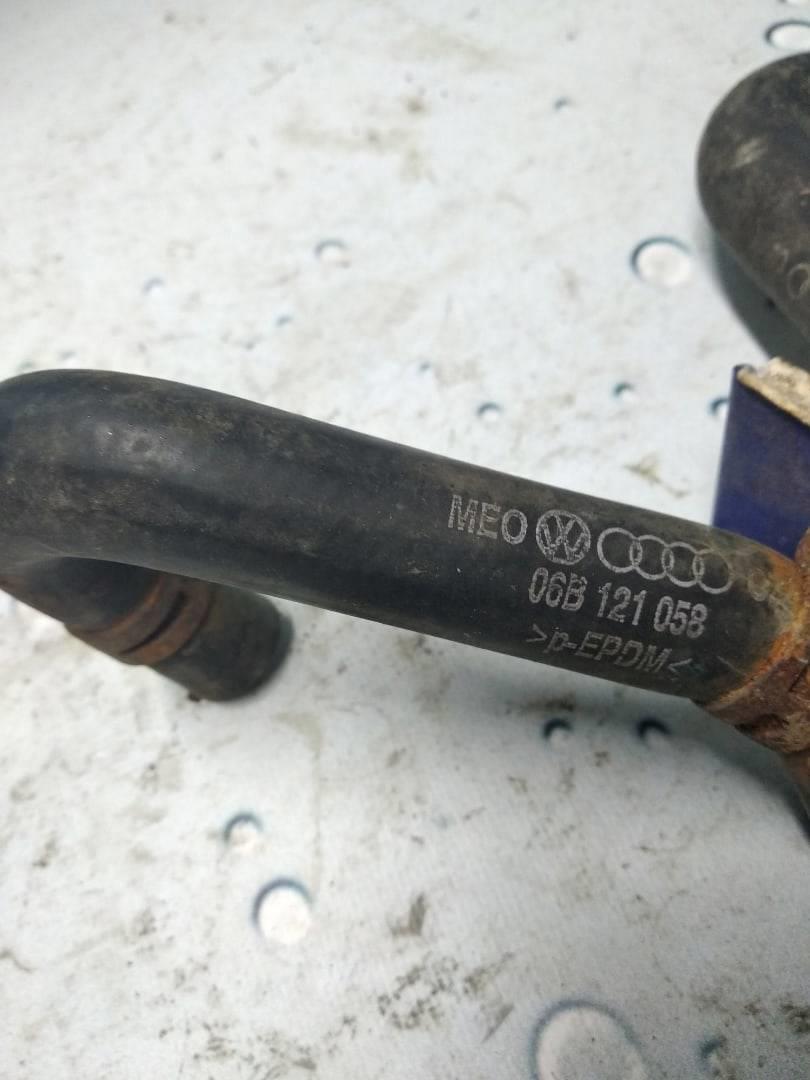 MEO
06B 121 058
>p-EPDM<